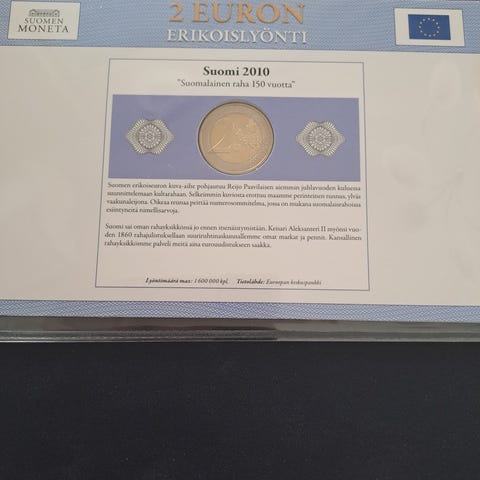 SUOMEN
MONETA
2 EURON
ERIKOISLYÖNTI
Suomi 2010
"Suomalainen raha 150 vuotta"
Suomen erikoiseuron kuva-aihe pohjautuu Reijo Paavilaisen aiemmin juhlavuoden kuluessa
suunnittelemaan kultarahaan. Selkeimmin kuviosta erottuu maamme perinteinen tunnus, ylväs
vaakunaleijona. Oikeaa reunaa peittää numerosommitelma, jossa on mukana suomalaisrahoissa
esiintyneitä nimellisarvoja.
Suomi sai oman rahayksikkönsä jo ennen itsenäistymistään. Keisari Aleksanteri II myönsi vuo-
den 1860 rahajulistuksellaan suuriruhtinaskunnallemme omat markat ja pennit. Kansallinen
rahayksikkömme palveli meitä aina eurouudistukseen saakka.
Lyöntimäärä max: 1 600 000 kpl. Tietolähde: Euroopan keskuspankki